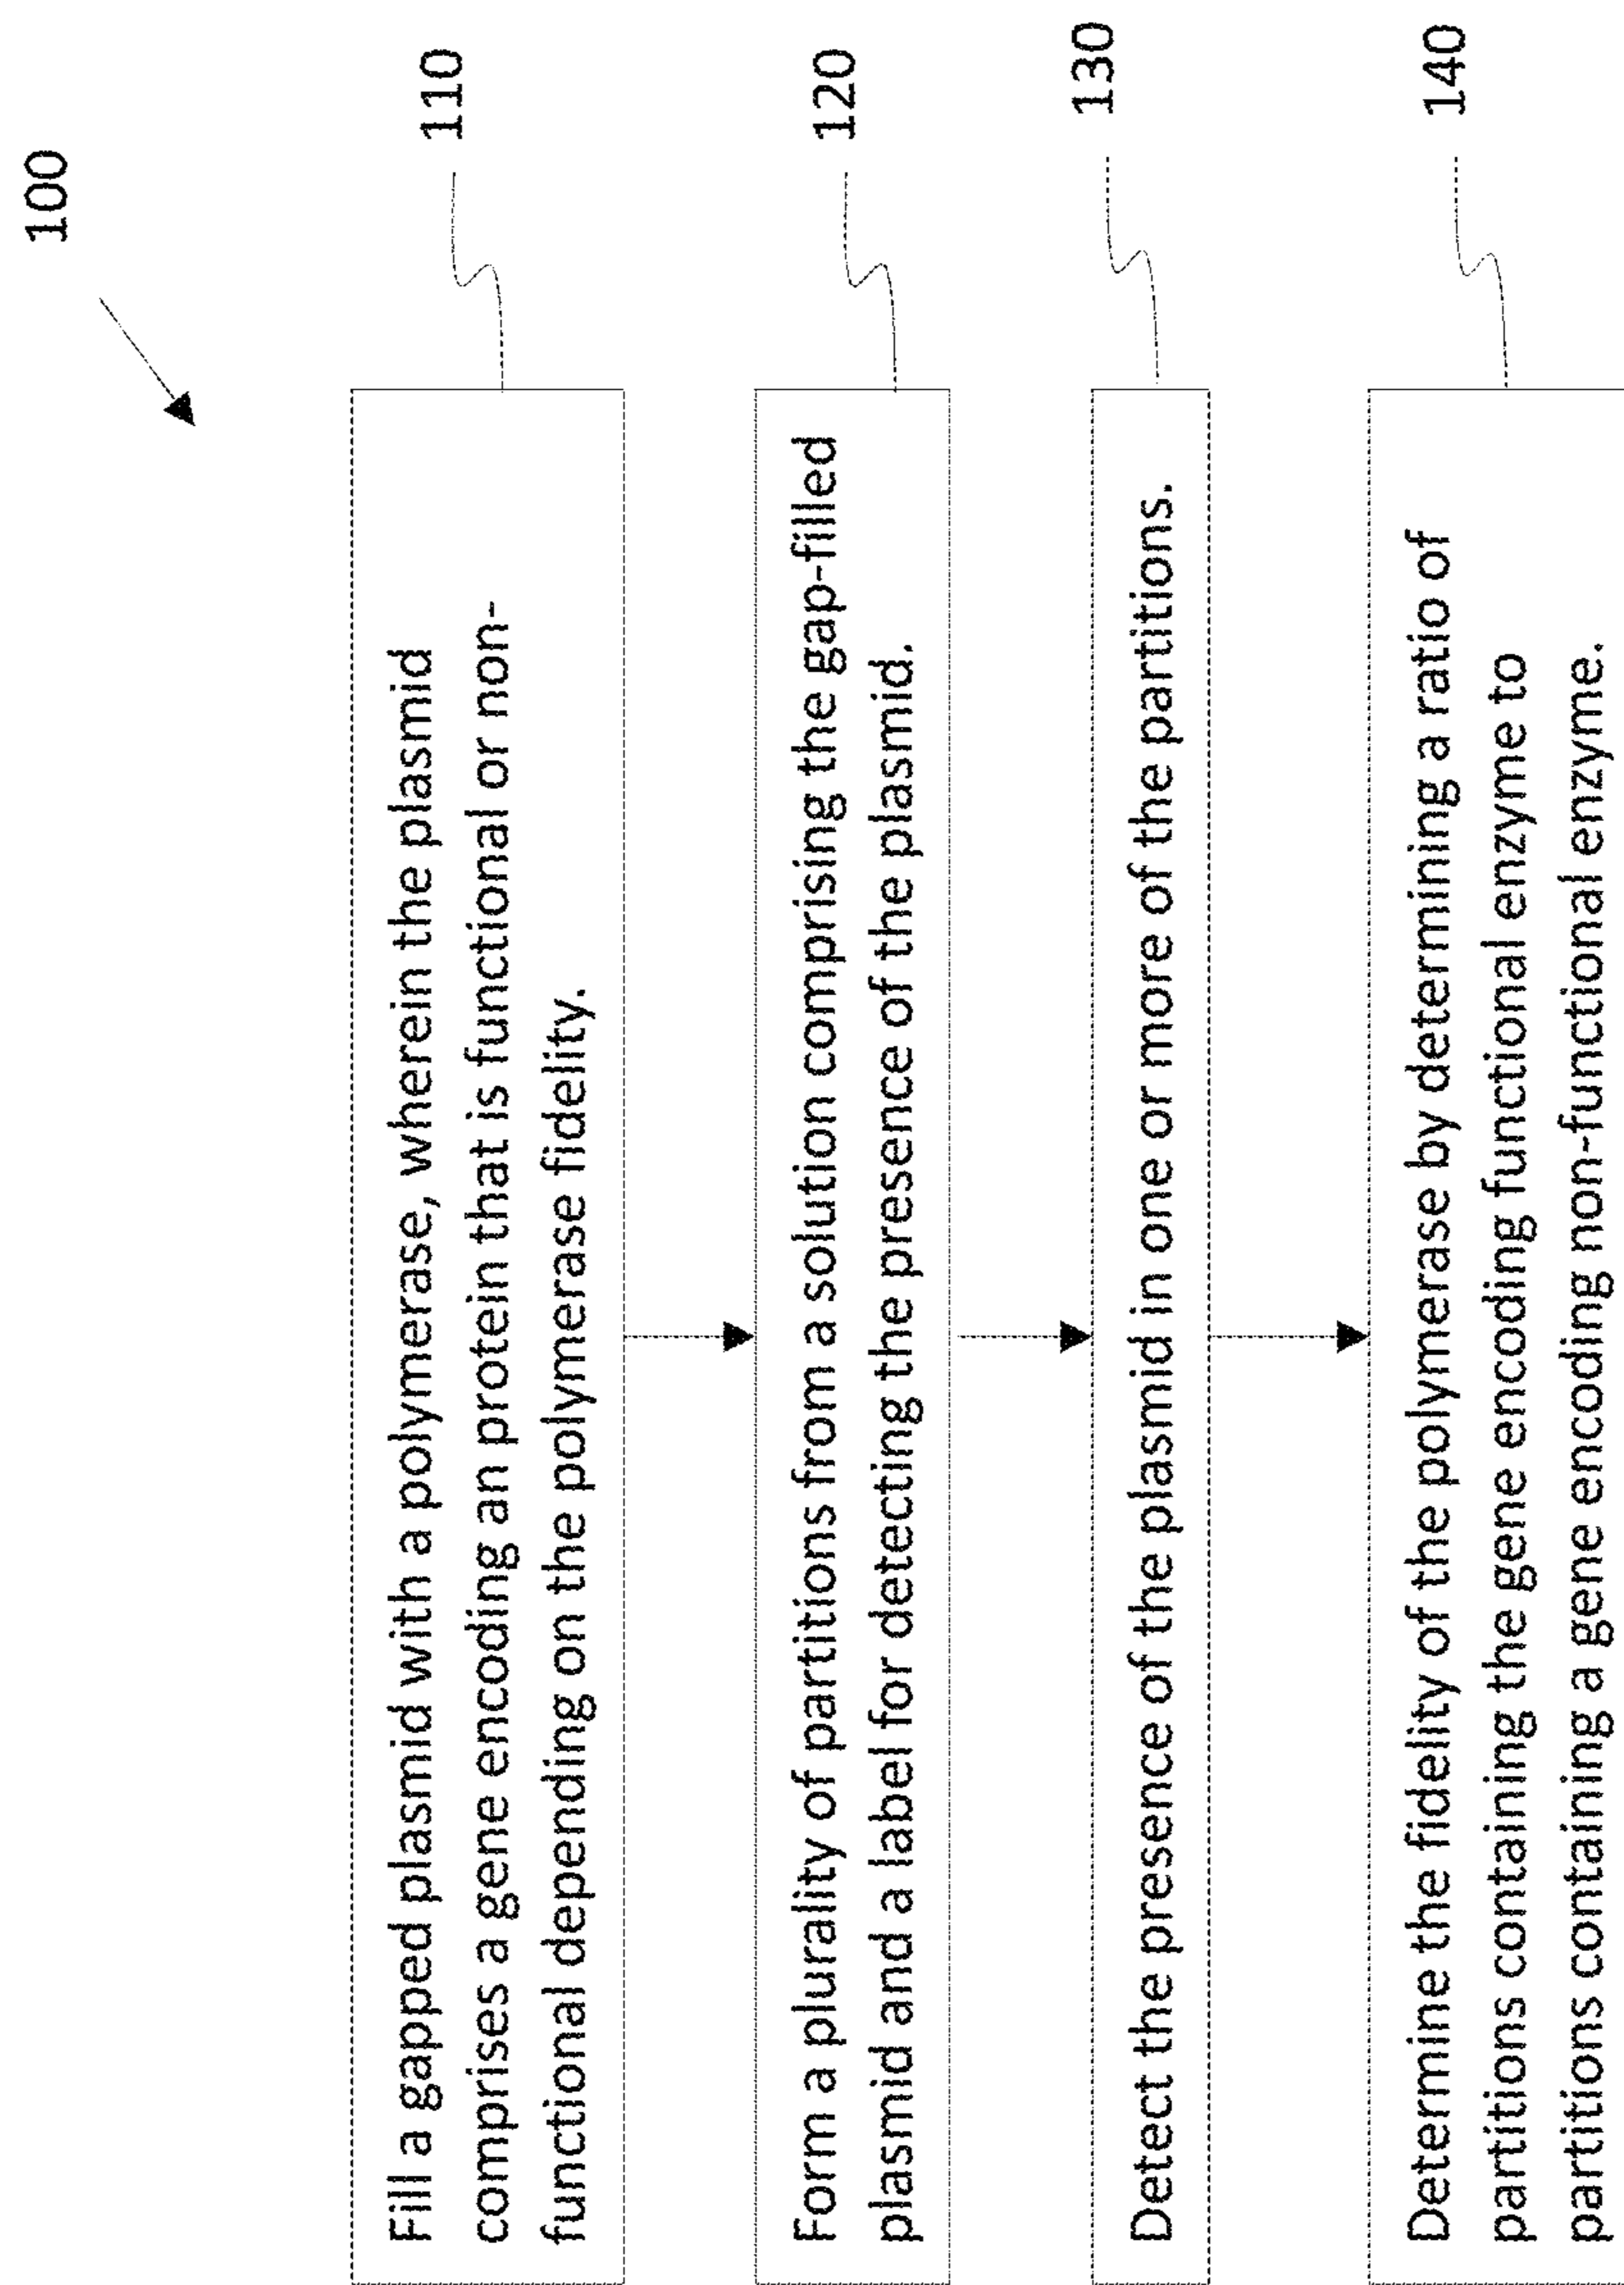 100
Fill a gapped plasmid with a polymerase, wherein the plasmid
comprises a gene encoding an protein that is functional or non-
functional depending on the polymerase fidelity.
110
Form a plurality of partitions from a solution comprising the gap-filled
plasmid and a label for detecting the presence of the plasmid.
120
Detect the presence of the plasmid in one or more of the partitions.
130
Determine the fidelity of the polymerase by determining a ratio of
partitions containing the gene encoding functional enzyme to
partitions containing a gene encoding non-functional enzyme.
140